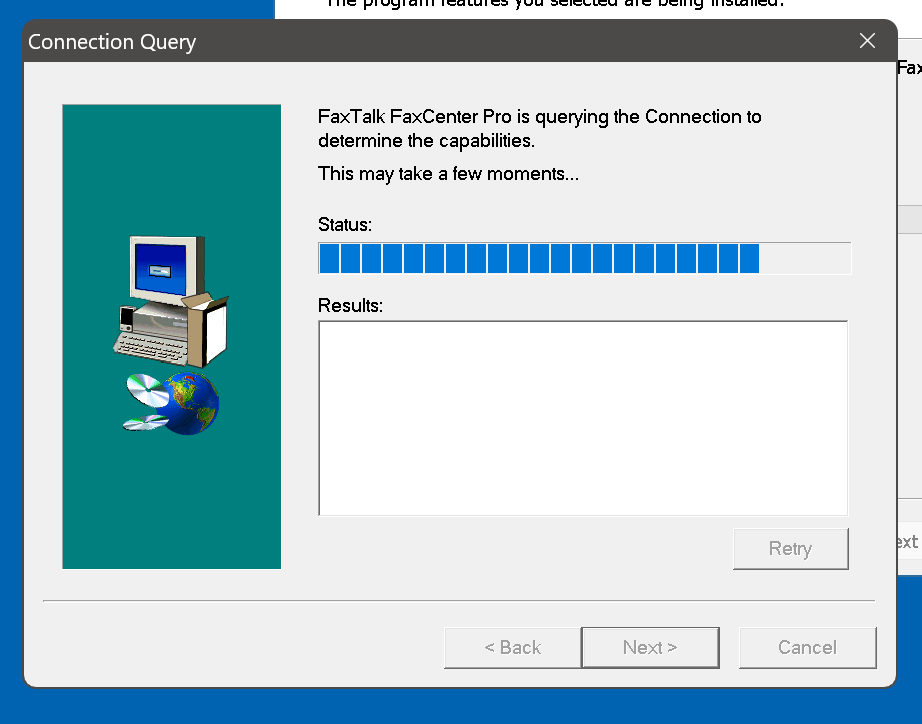 The program features you selected are being installed.
Connection Query
Fax
FaxTalk FaxCenter Pro is querying the Connection to
determine the capabilities.
This may take a few moments...
Status:
Results:
Retry
ext
< Back
Next >
Cancel